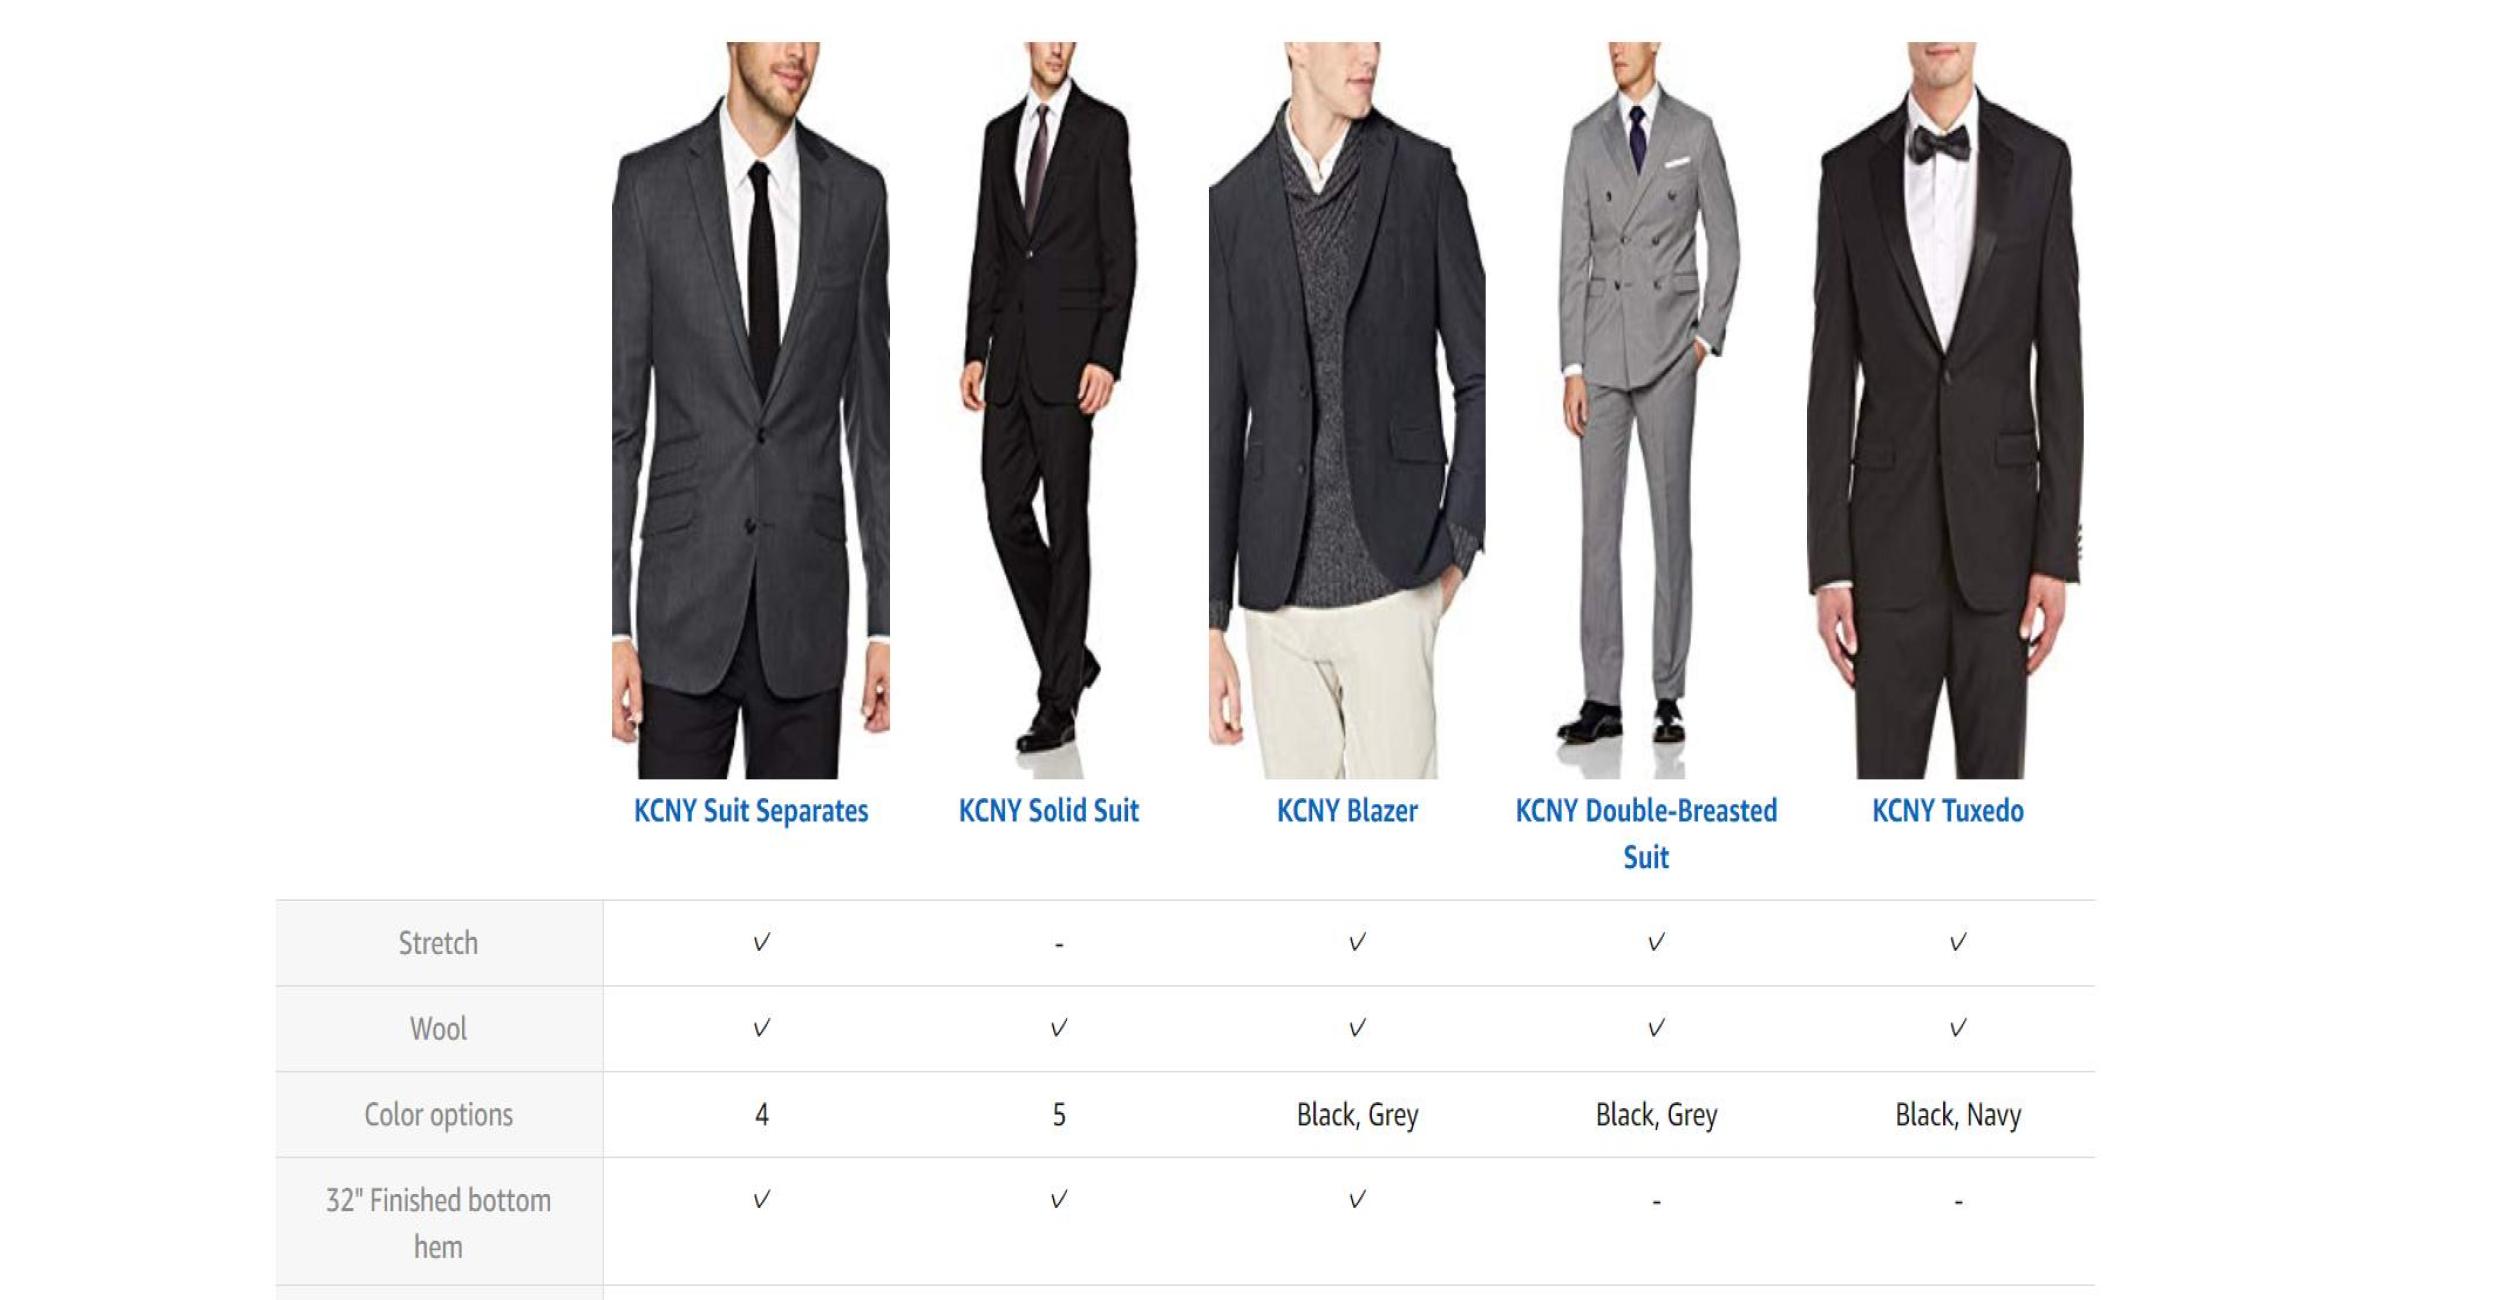 KCNY Suit Separates
KCNY Solid Suit
KCNY Blazer
KCNY Double-Breasted
Suit
KCNY Tuxedo
Stretch ✓ - ✓ ✓ ✓
Wool ✓ ✓ ✓ ✓ ✓
Color options 4 5 Black, Grey Black, Grey Black, Navy
32" Finished bottom ✓ ✓ ✓ - -
hem